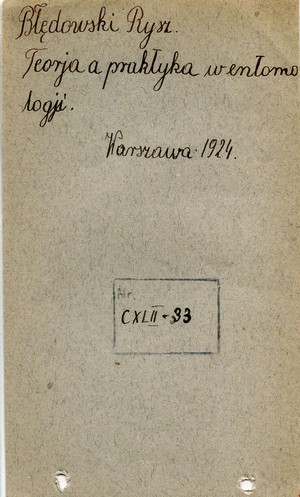 Błędowski Rysz.
Teorja a praktyka w entomo
logji.
Warszawa 1924.
Nr.
CXLII-33